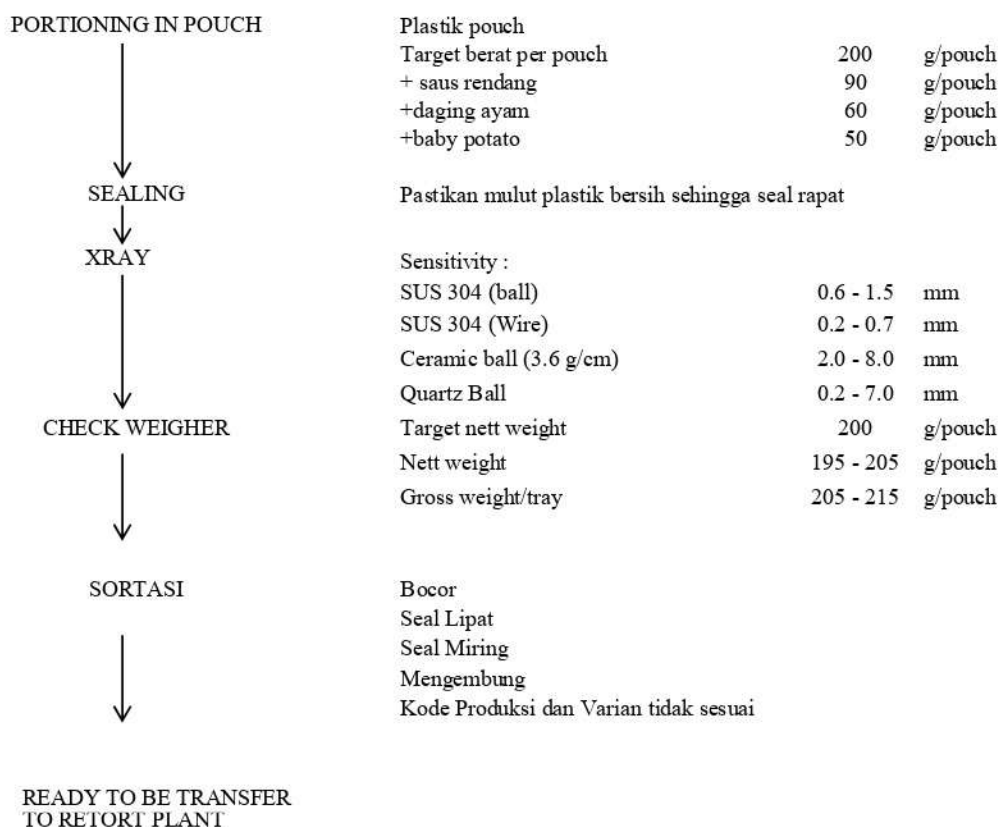 PORTIONING IN POUCH Plastik pouch
Target berat per pouch 200 g/pouch
+ saus rendang 90 g/pouch
+daging ayam 60 g/pouch
+baby potato 50 g/pouch
SEALING Pastikan mulut plastik bersih sehingga seal rapat
XRAY Sensitivity :
SUS 304 (ball) 0.6 - 1.5 mm
SUS 304 (Wire) 0.2 - 0.7 mm
Ceramic ball (3.6 g/cm) 2.0 - 8.0 mm
Quartz Ball 0.2 - 7.0 mm
CHECK WEIGHER Target nett weight 200 g/pouch
Nett weight 195 - 205 g/pouch
Gross weight/tray 205 - 215 g/pouch
SORTASI Bocor
Seal Lipat
Seal Miring
Mengembung
Kode Produksi dan Varian tidak sesuai
READY TO BE TRANSFER
TO RETORT PLANT